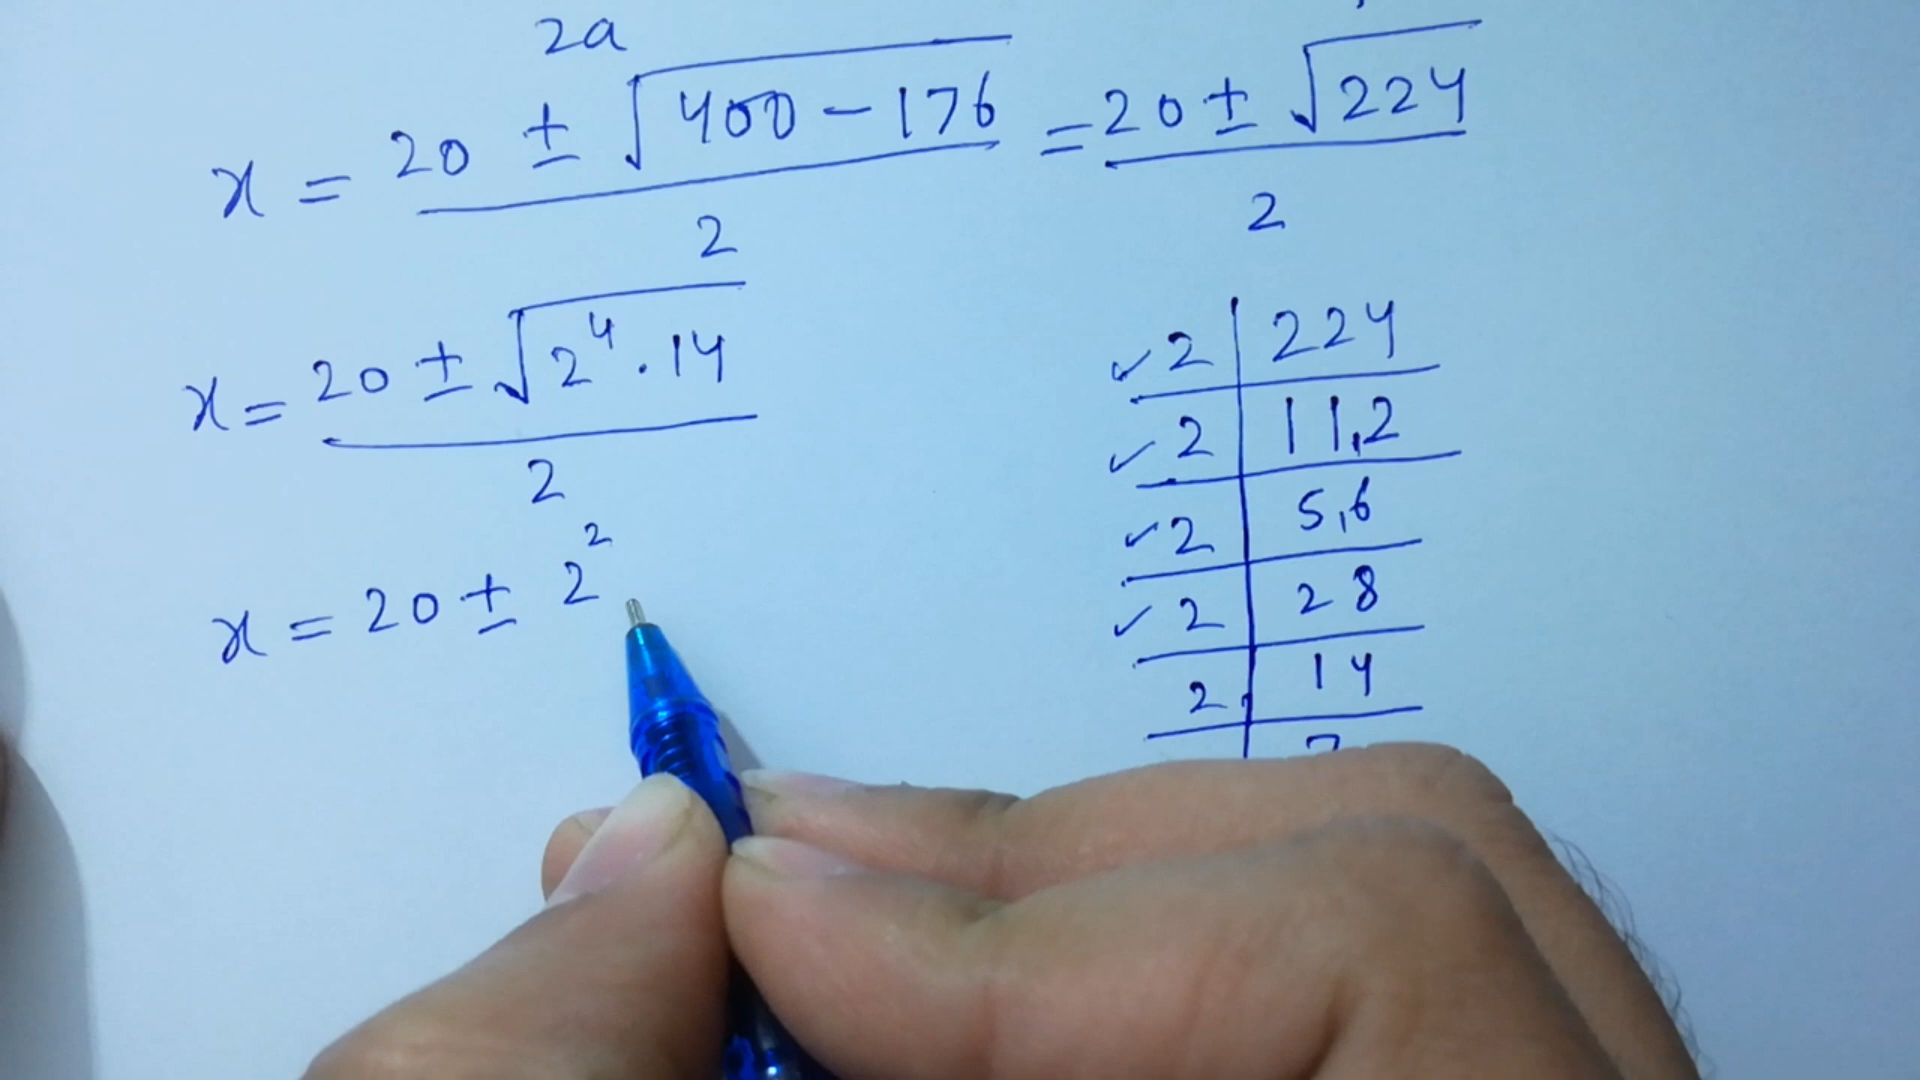 2a
x = 20 ± √400 - 176 = 20 ± √224
2 2
x = 20 ± √2⁴ · 14
2
x = 20 ± 2²
✓2 | 224
✓2 | 11,2
✓2 | 5,6
✓2 | 28
2 | 14
7